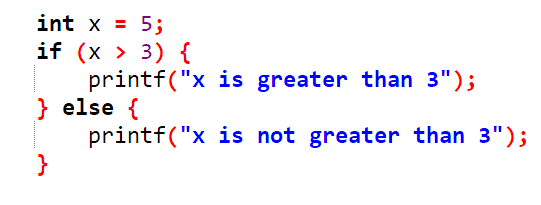 int x = 5;
if (x > 3) {
    printf("x is greater than 3");
} else {
    printf("x is not greater than 3");
}